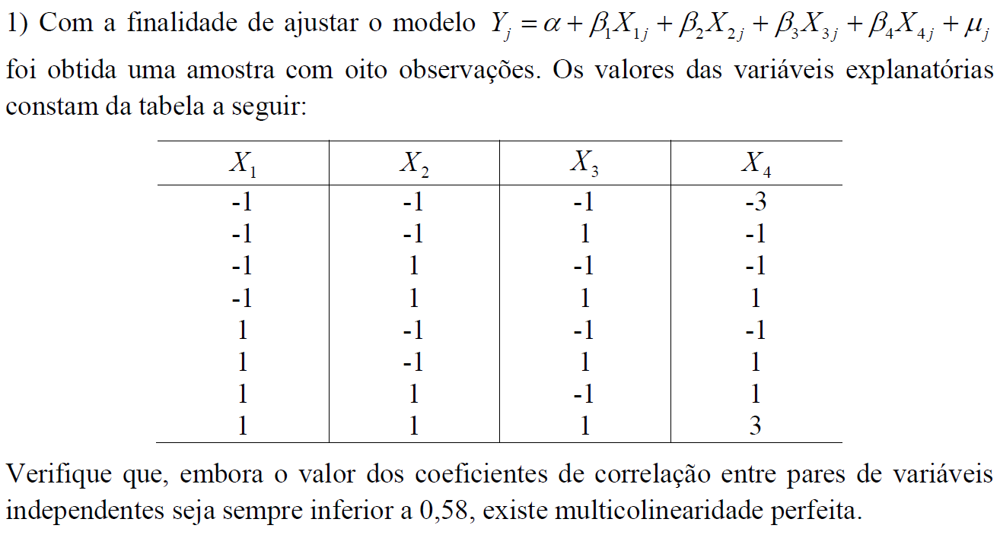 1) Com a finalidade de ajustar o modelo $Y_j = \alpha + \beta_1 X_{1j} + \beta_2 X_{2j} + \beta_3 X_{3j} + \beta_4 X_{4j} + \mu_j$
foi obtida uma amostra com oito observações. Os valores das variáveis explanatórias
constam da tabela a seguir:
X₁ X₂ X₃ X₄
-1 -1 -1 -3
-1 -1 1 -1
-1 1 -1 -1
-1 1 1 1
1 -1 -1 -1
1 -1 1 1
1 1 -1 1
1 1 1 3
Verifique que, embora o valor dos coeficientes de correlação entre pares de variáveis
independentes seja sempre inferior a 0,58, existe multicolinearidade perfeita.